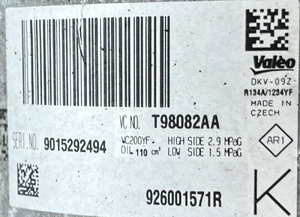 Valeo
DKV-09Z
R134A/1234YF
MADE IN
CZECH
VC NO. T98082AA
SERI.NO. 9015292494
VC200YF. HIGH SIDE 2.9 MPaG
OIL 110 cm³ LOW SIDE 1.5 MPaG
AR1
926001571R
K